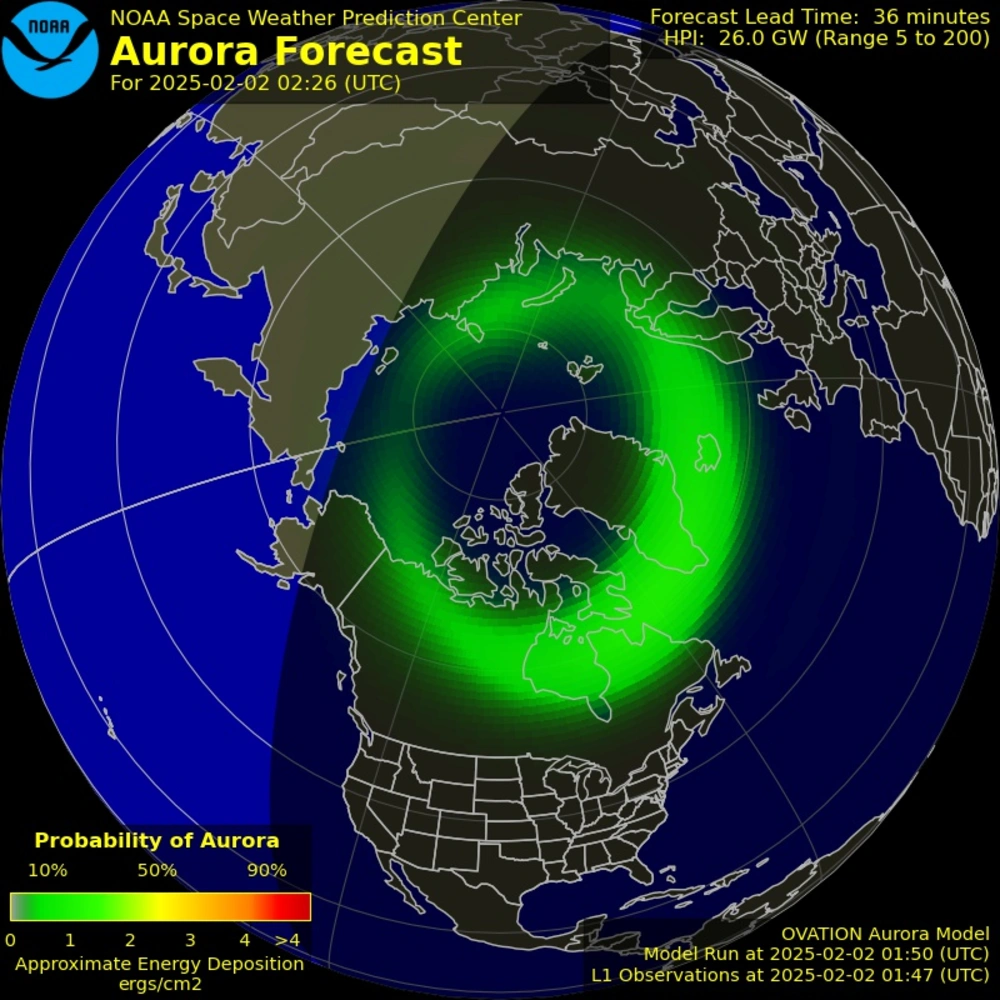 NOAA
NOAA Space Weather Prediction Center
Aurora Forecast
For 2025-02-02 02:26 (UTC)
Forecast Lead Time: 36 minutes
HPI: 26.0 GW (Range 5 to 200)
Probability of Aurora
10% 50% 90%
0 1 2 3 4 >4
Approximate Energy Deposition
ergs/cm2
OVATION Aurora Model
Model Run at 2025-02-02 01:50 (UTC)
L1 Observations at 2025-02-02 01:47 (UTC)